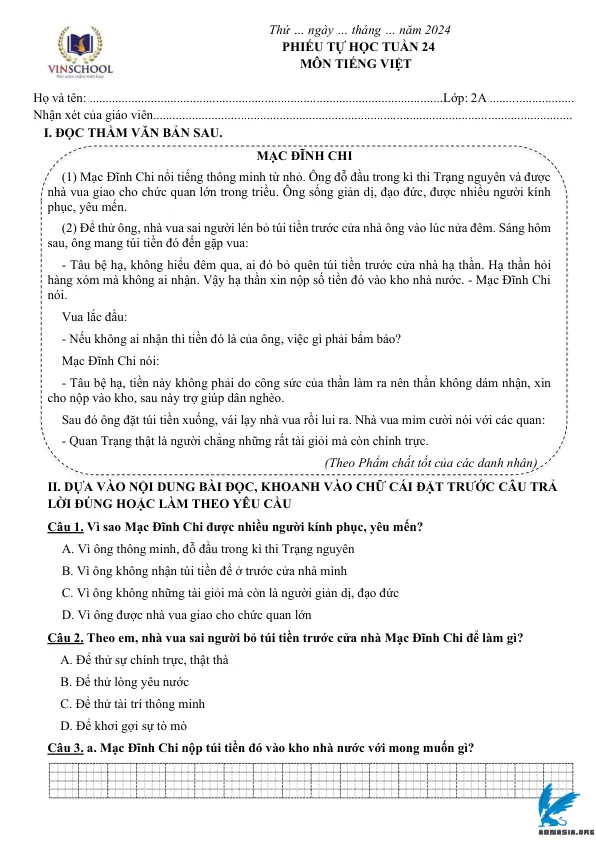 Thứ ... ngày ... tháng ... năm 2024
PHIẾU TỰ HỌC TUẦN 24
MÔN TIẾNG VIỆT
VINSCHOOL
Họ và tên: ..............................................................................................................Lớp: 2A ..........................
Nhận xét của giáo viên..................................................................................................................................
I. ĐỌC THẦM VĂN BẢN SAU.
MẠC ĐĨNH CHI
(1) Mạc Đĩnh Chi nổi tiếng thông minh từ nhỏ. Ông đỗ đầu trong kì thi Trạng nguyên và được
nhà vua giao cho chức quan lớn trong triều. Ông sống giản dị, đạo đức, được nhiều người kính
phục, yêu mến.
(2) Để thử ông, nhà vua sai người lén bỏ túi tiền trước cửa nhà ông vào lúc nửa đêm. Sáng hôm
sau, ông mang túi tiền đó đến gặp vua:
- Tâu bệ hạ, không hiểu đêm qua, ai đó bỏ quên túi tiền trước cửa nhà hạ thần. Hạ thần hỏi
hàng xóm mà không ai nhận. Vậy hạ thần xin nộp số tiền đó vào kho nhà nước. - Mạc Đĩnh Chi
nói.
Vua lắc đầu:
- Nếu không ai nhận thì tiền đó là của ông, việc gì phải bẩm báo?
Mạc Đĩnh Chi nói:
- Tâu bệ hạ, tiền này không phải do công sức của thần làm ra nên thần không dám nhận, xin
cho nộp vào kho, sau này trợ giúp dân nghèo.
Sau đó ông đặt túi tiền xuống, vái lạy nhà vua rồi lui ra. Nhà vua mỉm cười nói với các quan:
- Quan Trạng thật là người chẳng những rất tài giỏi mà còn chính trực.
(Theo Phẩm chất tốt của các danh nhân)
II. DỰA VÀO NỘI DUNG BÀI ĐỌC, KHOANH VÀO CHỮ CÁI ĐẶT TRƯỚC CÂU TRẢ
LỜI ĐÚNG HOẶC LÀM THEO YÊU CẦU
Câu 1. Vì sao Mạc Đĩnh Chi được nhiều người kính phục, yêu mến?
A. Vì ông thông minh, đỗ đầu trong kì thi Trạng nguyên
B. Vì ông không nhận túi tiền để ở trước cửa nhà mình
C. Vì ông không những tài giỏi mà còn là người giản dị, đạo đức
D. Vì ông được nhà vua giao cho chức quan lớn
Câu 2. Theo em, nhà vua sai người bỏ túi tiền trước cửa nhà Mạc Đĩnh Chi để làm gì?
A. Để thử sự chính trực, thật thà
B. Để thử lòng yêu nước
C. Để thử tài trí thông minh
D. Để khơi gợi sự tò mò
Câu 3. a. Mạc Đĩnh Chi nộp túi tiền đó vào kho nhà nước với mong muốn gì?
ABNASIA.ORG